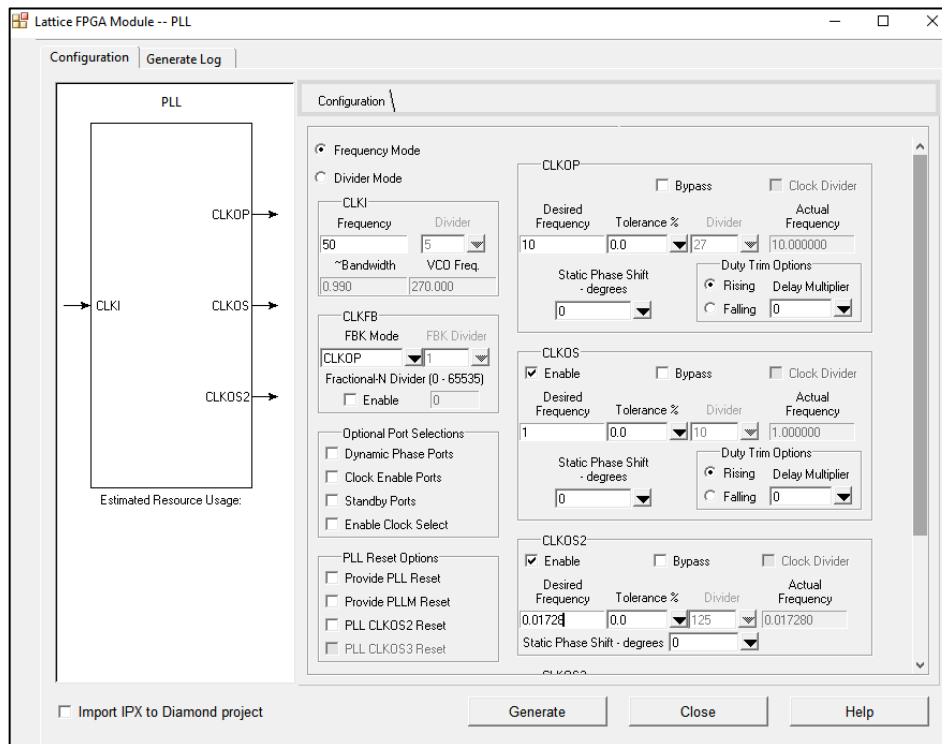 Lattice FPGA Module -- PLL
Configuration
Generate Log
PLL
CLKI
CLKOP
CLKOS
CLKOS2
Estimated Resource Usage:
Configuration
Frequency Mode
Divider Mode
CLKI
Frequency Divider
50 5
~Bandwidth VCO Freq.
0.990 270.000
CLKFB
FBK Mode FBK Divider
CLKOP 1
Fractional-N Divider (0 - 65535)
Enable 0
Optional Port Selections
Dynamic Phase Ports
Clock Enable Ports
Standby Ports
Enable Clock Select
PLL Reset Options
Provide PLL Reset
Provide PLLM Reset
PLL CLKOS2 Reset
PLL CLKOS3 Reset
CLKOP
Bypass Clock Divider
Desired Frequency Tolerance % Divider Actual Frequency
10 0.0 27 10.000000
Static Phase Shift - degrees
0
Duty Trim Options
Rising Delay Multiplier
Falling 0
CLKOS
Enable Bypass Clock Divider
Desired Frequency Tolerance % Divider Actual Frequency
1 0.0 10 1.000000
Static Phase Shift - degrees
0
Duty Trim Options
Rising Delay Multiplier
Falling 0
CLKOS2
Enable Bypass Clock Divider
Desired Frequency Tolerance % Divider Actual Frequency
0.01728 0.0 125 0.017280
Static Phase Shift - degrees 0
Import IPX to Diamond project
Generate
Close
Help